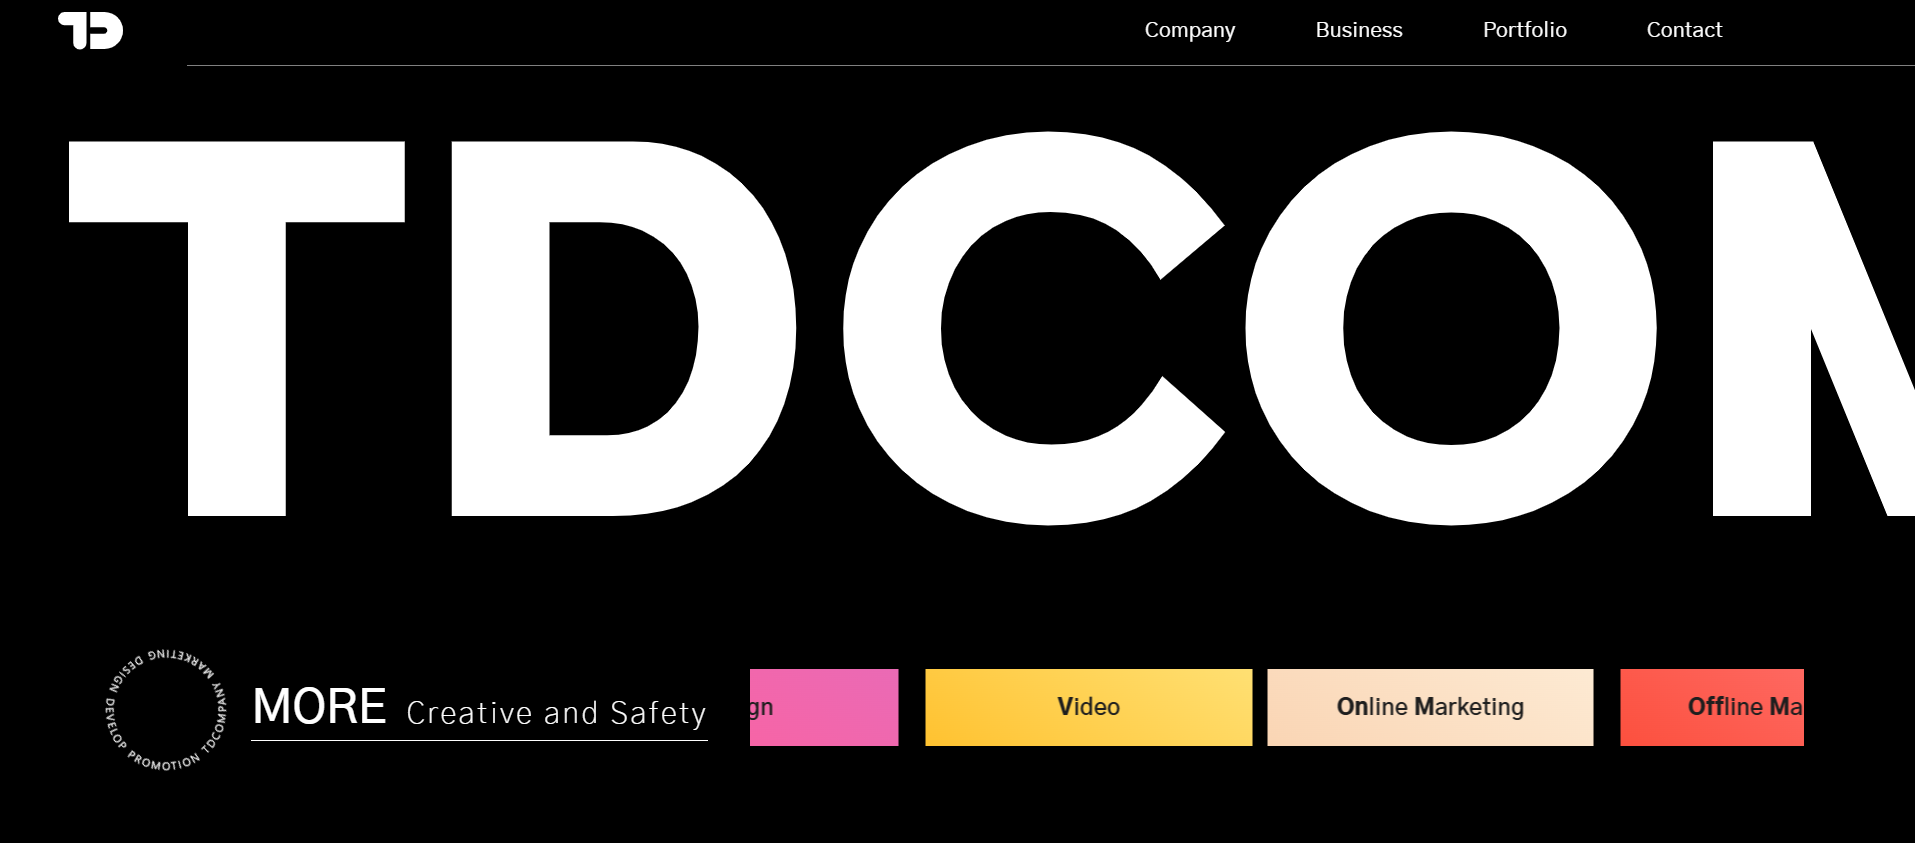 TD
Company Business Portfolio Contact
TDCOM
MARKETING DESIGN DEVELOP PROMOTION TDCOMPANY
MORE Creative and Safety
gn
Video
Online Marketing
Offline Ma